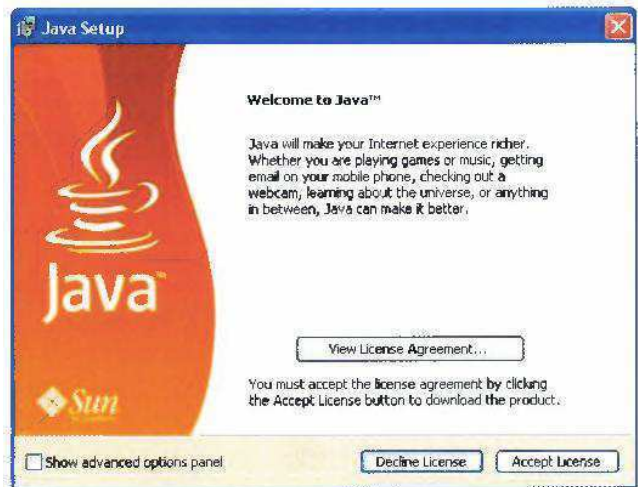 Java Setup
Welcome to Java™
Java will make your Internet experience richer.
Whether you are playing games or music, getting
email on your mobile phone, checking out a
webcam, learning about the universe, or anything
in between, Java can make it better.
Java™
View License Agreement...
You must accept the license agreement by clicking
the Accept License button to download the product.
Sun
Show advanced options panel
Decline License
Accept License